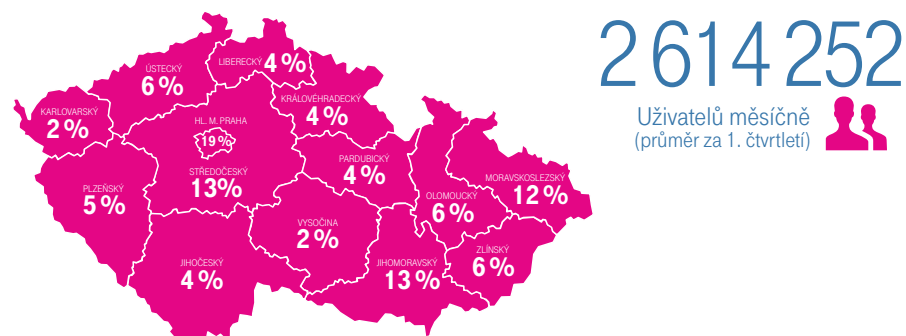 2 614 252
Uživatelů měsíčně
(průměr za 1. čtvrtletí)
LIBERECKÝ 4 %
ÚSTECKÝ
6 %
KARLOVARSKÝ
2 %
KRÁLOVÉHRADECKÝ
4 %
HL. M. PRAHA
19 %
STŘEDOČESKÝ
13%
PARDUBICKÝ
4 %
PLZEŇSKÝ
5 %
MORAVSKOSLEZSKÝ
12 %
OLOMOUCKÝ
6 %
VYSOČINA
2 %
JIHOČESKÝ
4 %
JIHOMORAVSKÝ
13 %
ZLÍNSKÝ
6 %